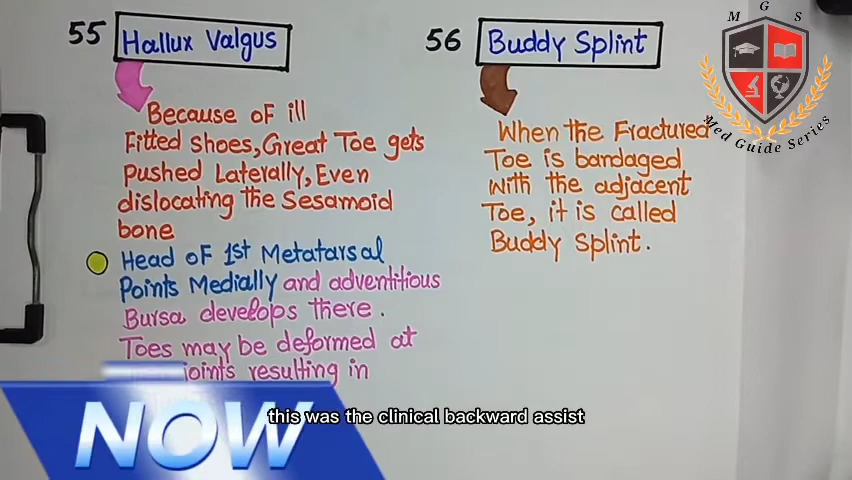 55 Hallux Valgus
Because of ill
Fitted shoes, Great Toe gets
pushed Laterally, Even
dislocating the Sesamoid
bone
Head of 1st Metatarsal
Points Medially and adventitious
Bursa develops there.
Toes may be deformed at
joints resulting in
56 Buddy Splint
When the Fractured
Toe is bandaged
with the adjacent
Toe, it is called
Buddy Splint.
M G S
Med Guide Series
NOW
this was the clinical backward assist